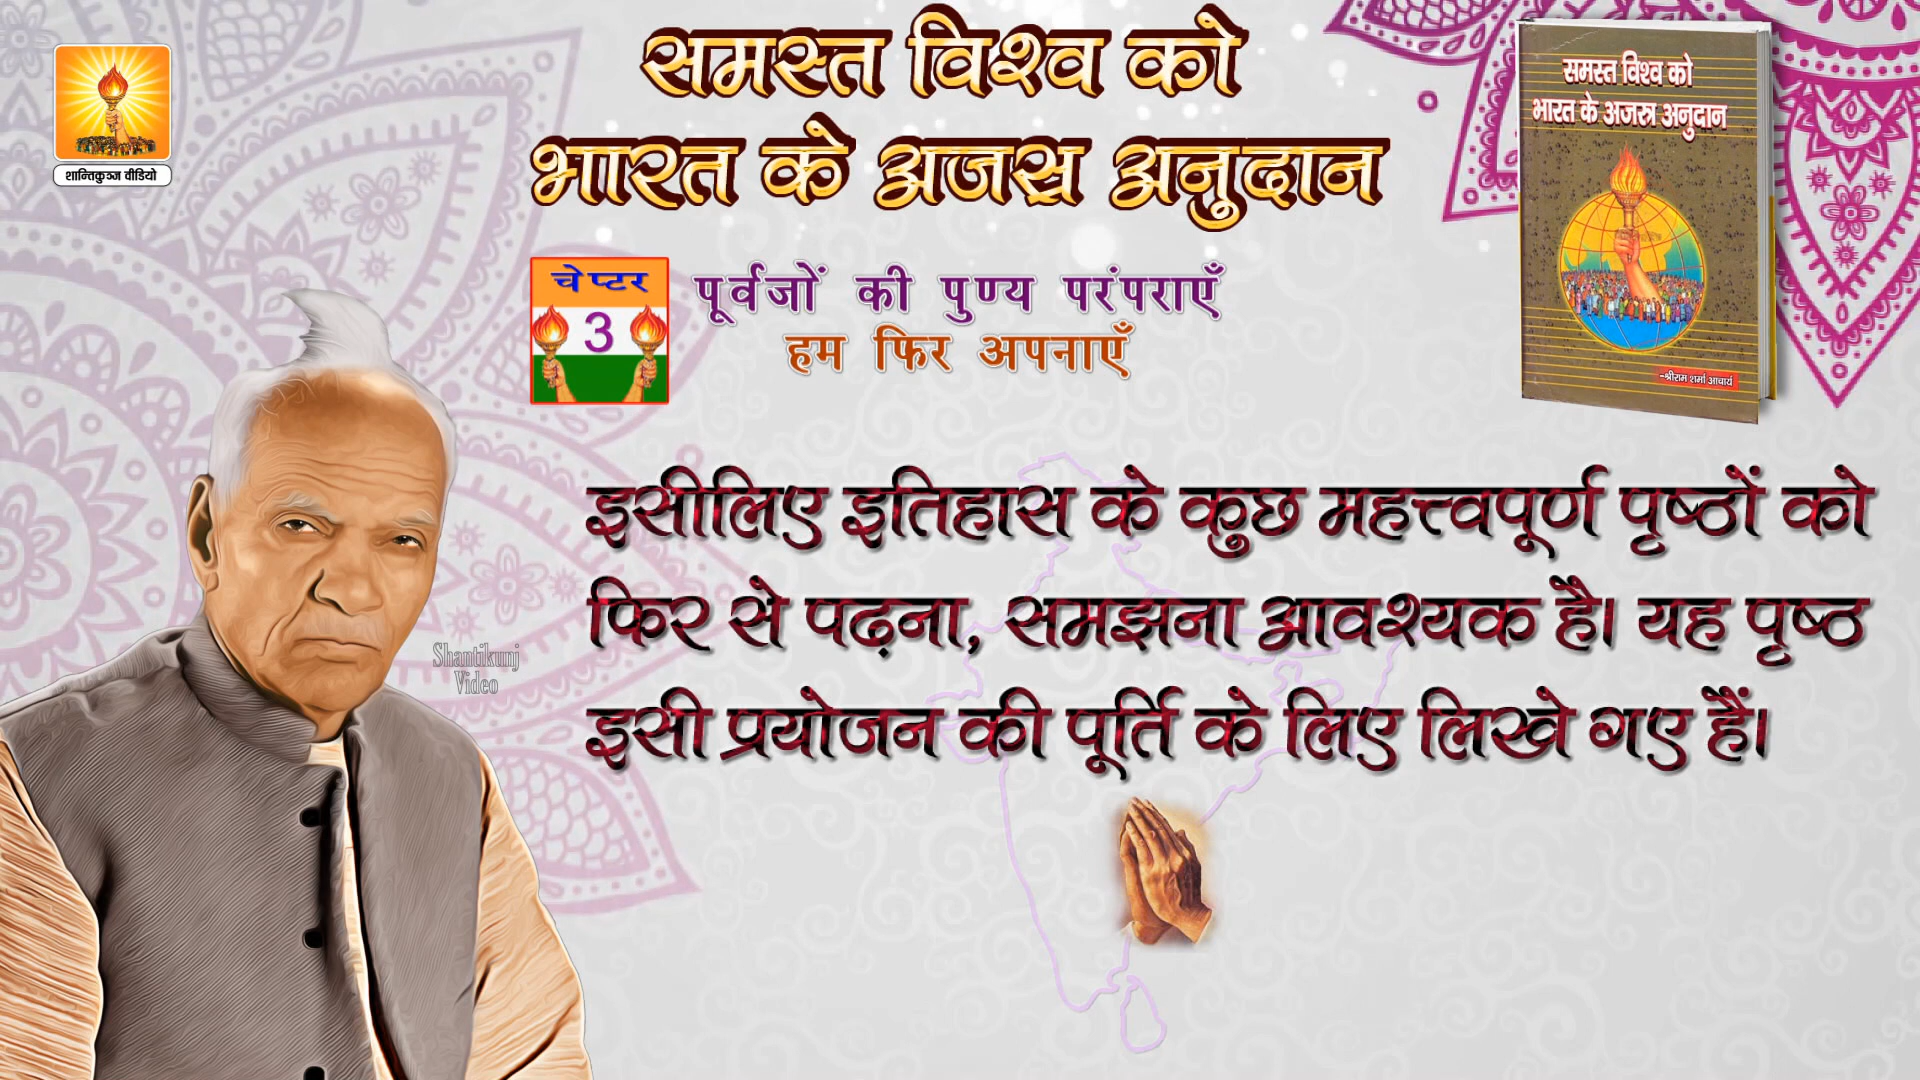 समस्त विश्व को
भारत के अजस्र अनुदान
शान्तिकुञ्ज वीडियो
समस्त विश्व को
भारत के अजस्र अनुदान
-श्रीराम शर्मा आचार्य
चेप्टर
3
पूर्वजों की पुण्य परंपराएँ
हम फिर अपनाएँ
इसीलिए इतिहास के कुछ महत्त्वपूर्ण पृष्ठों को
फिर से पढ़ना, समझना आवश्यक है। यह पृष्ठ
इसी प्रयोजन की पूर्ति के लिए लिखे गए हैं।
Shantikunj
Video